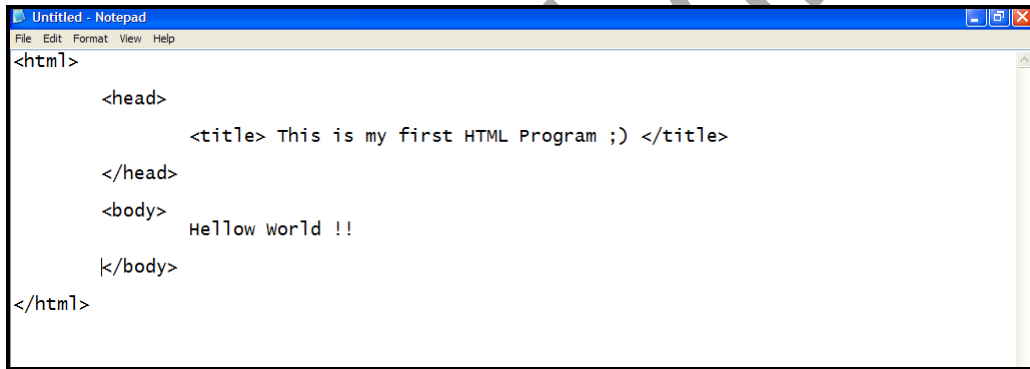 Untitled - Notepad
File Edit Format View Help
<html>
<head>
<title> This is my first HTML Program ;) </title>
</head>
<body>
Hellow World !!
</body>
</html>